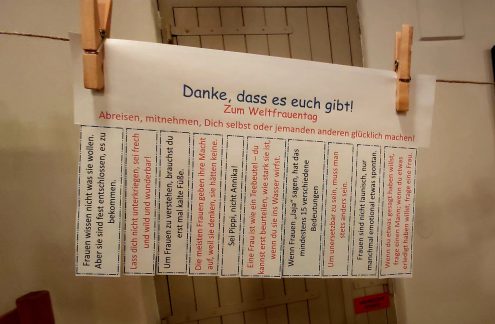 Danke, dass es euch gibt!
Zum Weltfrauentag
Abreisen, mitnehmen, Dich selbst oder jemanden anderen glücklich machen!
Frauen wissen nicht was sie wollen.
Aber sie sind fest entschlossen, es zu
bekommen.
Lass dich nicht unterkriegen, sei frech
und wild und wunderbar!
Um Frauen zu verstehen, brauchst du
erst mal kalte Füße.
Die meisten Frauen geben ihre Macht
auf, weil sie denken, sie hätten keine.
Sei Pippi, nicht Annika!
Eine Frau ist wie ein Teebeutel - du
kannst erst beurteilen, wie stark sie ist,
wenn du sie ins Wasser wirfst.
Wenn Frauen „Jaja“ sagen, hat das
mindestens 15 verschiedene
Bedeutungen
Um unersetzbar zu sein, muss man
stets anders sein.
Frauen sind nicht launisch, nur
manchmal emotional etwas spontan.
Wenn du etwas gesagt haben willst,
frage einen Mann; wenn du etwas
erledigt haben willst, frage eine Frau.